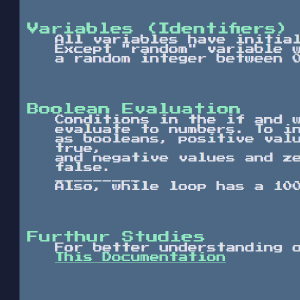 Variables (Identifiers)
All variables have initial
Except "random" variable w
a random integer between 0
Boolean Evaluation
Conditions in the if and w
evaluate to numbers. To in
as booleans, positive valu
true,
and negative values and ze
false.
Also, while loop has a 100
Furthur Studies
For better understanding o
This Documentation